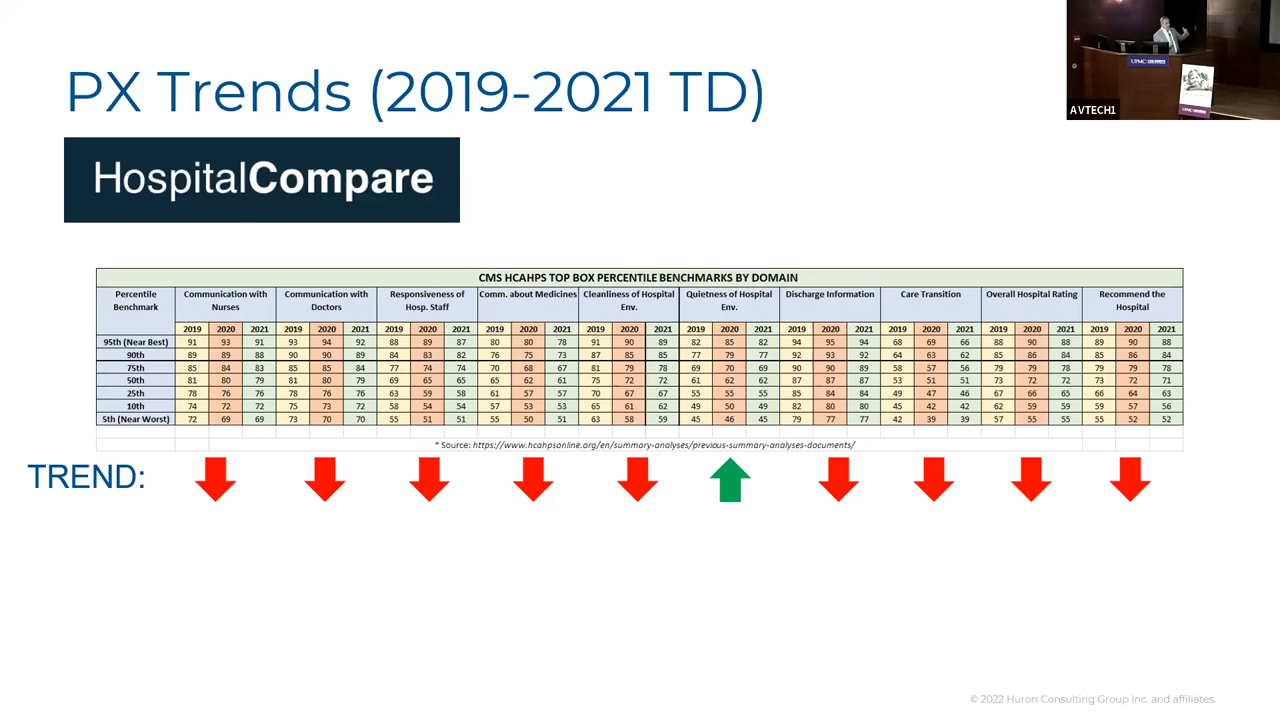 PX Trends (2019-2021 TD)
HospitalCompare
AVTECH1
UPMC
UPMC
CMS HCAHPS TOP BOX PERCENTILE BENCHMARKS BY DOMAIN
Percentile Benchmark Communication with Nurses Communication with Doctors Responsiveness of Hosp. Staff Comm. about Medicines Cleanliness of Hospital Env. Quietness of Hospital Env. Discharge Information Care Transition Overall Hospital Rating Recommend the Hospital
2019 2020 2021 2019 2020 2021 2019 2020 2021 2019 2020 2021 2019 2020 2021 2019 2020 2021 2019 2020 2021 2019 2020 2021 2019 2020 2021 2019 2020 2021
95th (Near Best) 91 93 91 93 94 92 88 89 87 80 80 78 91 90 89 82 85 82 94 95 94 68 69 66 88 90 88 89 90 88
90th 89 89 88 90 90 89 84 83 82 76 75 73 87 85 85 77 79 77 92 93 92 64 63 62 85 86 84 85 86 84
75th 85 84 83 85 85 84 77 74 74 70 68 67 81 79 78 69 70 69 90 90 89 58 57 56 79 79 78 79 79 78
50th 81 80 79 81 80 79 69 65 65 65 62 61 75 72 72 61 62 62 87 87 87 53 51 51 73 72 72 73 72 71
25th 78 76 76 78 76 76 63 59 58 61 57 57 70 67 67 55 55 55 85 84 84 49 47 46 67 66 65 66 64 63
10th 74 72 72 75 73 72 58 54 54 57 53 53 65 61 62 49 50 49 82 80 80 45 42 42 62 59 59 59 57 56
5th (Near Worst) 72 69 69 73 70 70 55 51 51 55 50 51 63 58 59 45 46 45 79 77 77 42 39 39 57 55 55 55 52 52
* Source: https://www.hcahpsonline.org/en/summary-analyses/previous-summary-analyses-documents/
TREND:
© 2022 Huron Consulting Group Inc. and affiliates.